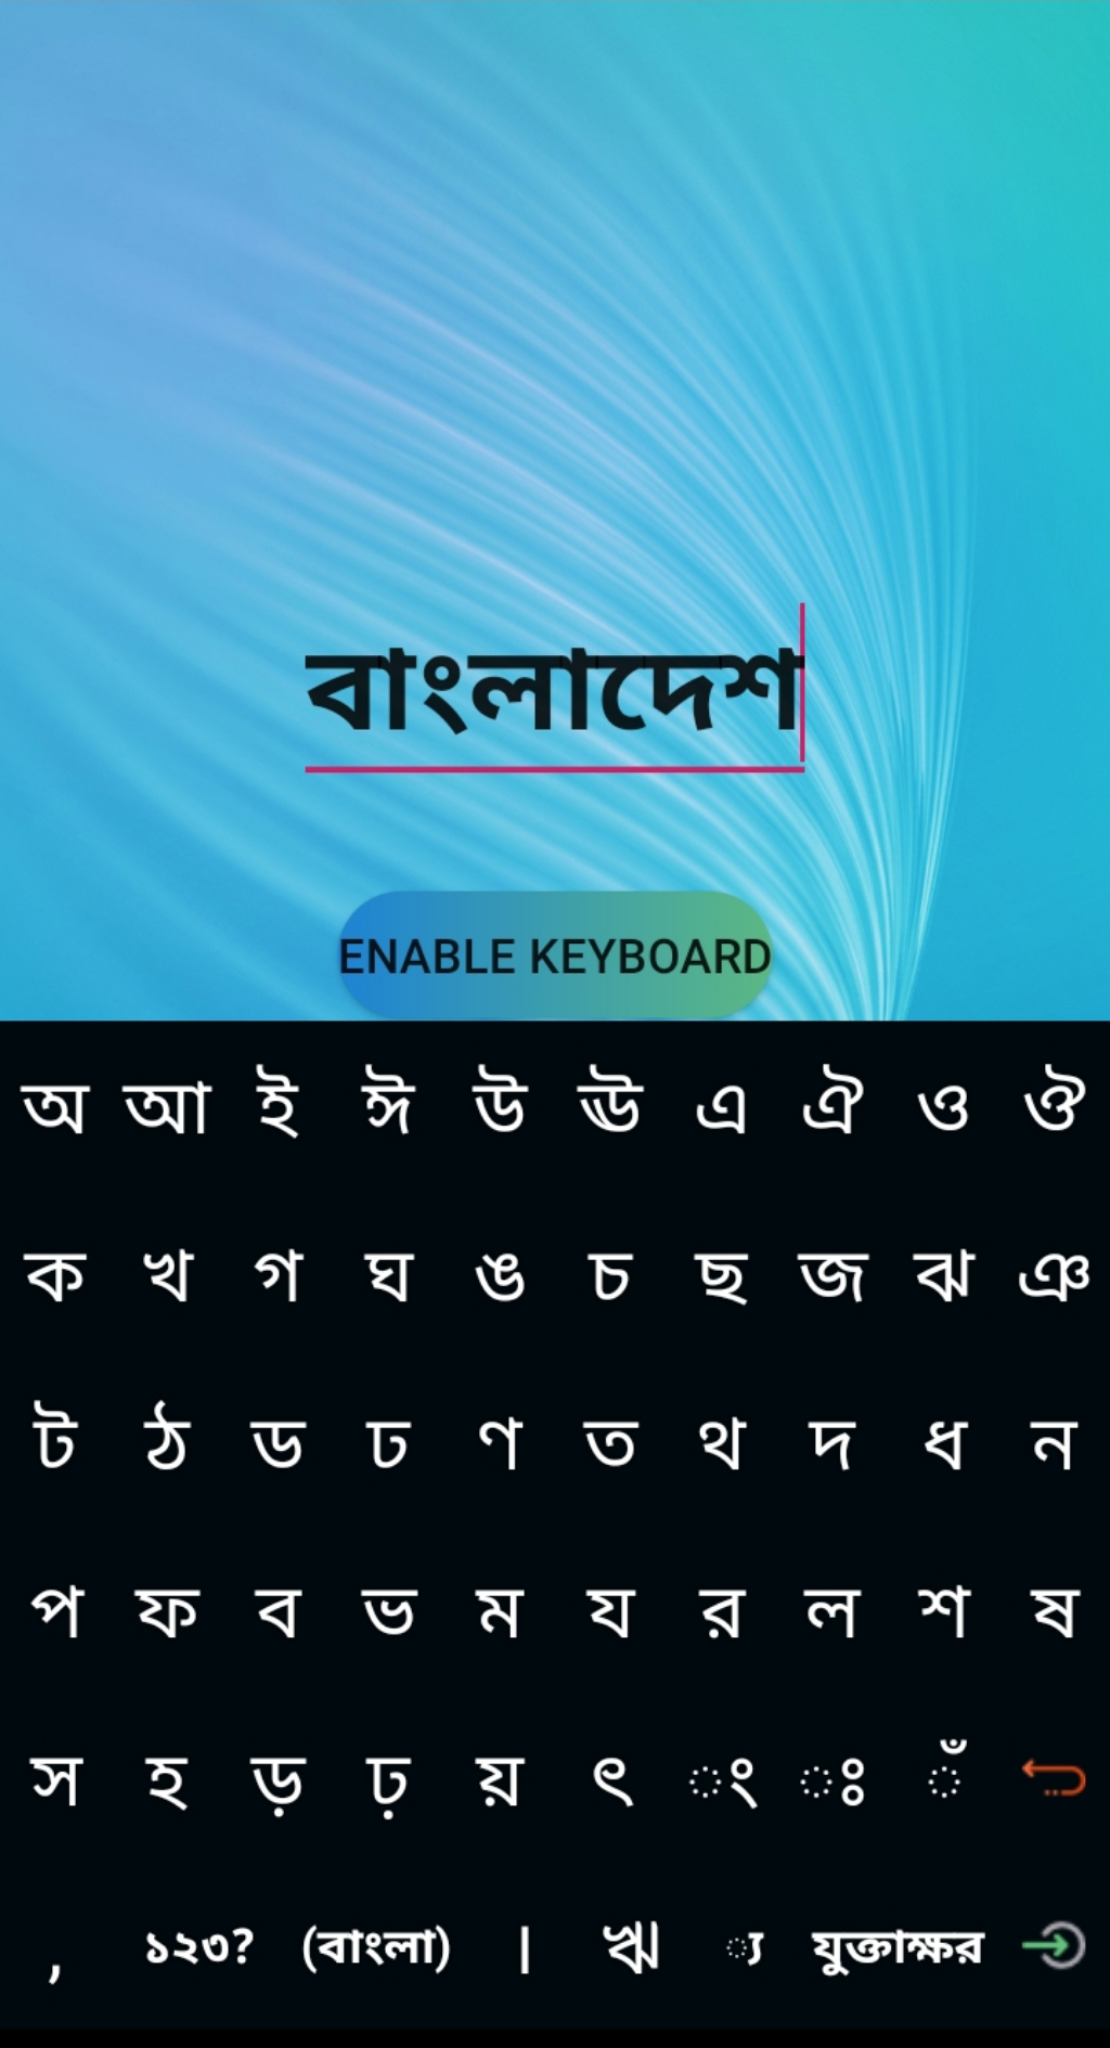 বাংলাদেশ
ENABLE KEYBOARD
অ আ ই ঈ উ ঊ এ ঐ ও ঔ
ক খ গ ঘ ঙ চ ছ জ ঝ ঞ
ট ঠ ড ঢ ণ ত থ দ ধ ন
প ফ ব ভ ম য র ল শ ষ
স হ ড় ঢ় য় ৎ ং ঃ ঁ
, ১২৩? (বাংলা) | ঋ ্য যুক্তাক্ষর